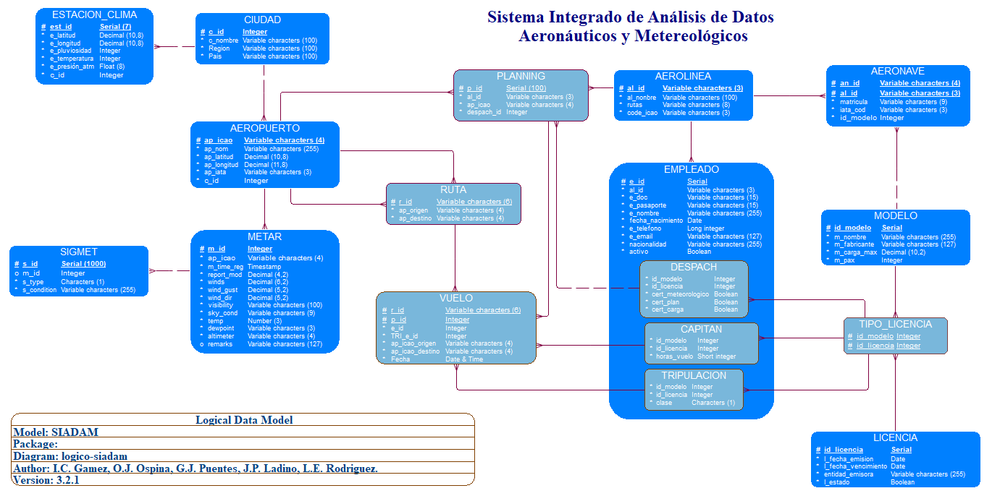 Sistema Integrado de Análisis de Datos
Aeronáuticos y Metereológicos
ESTACION_CLIMA
# est_id Serial (7)
* e_latitud Decimal (10,8)
* e_longitud Decimal (10,8)
* e_pluviosidad Integer
* e_temperatura Integer
* e_presión_atm Float (8)
* c_id Integer
CIUDAD
# c_id Integer
* c_nombre Variable characters (100)
* Region Variable characters (100)
* Pais Variable characters (100)
PLANNING
# p_id Serial (100)
* al_id Variable characters (3)
* ap_icao Variable characters (4)
* despach_id Integer
AEROLINEA
# al_id Variable characters (3)
* al_nonbre Variable characters (100)
* rutas Variable characters (8)
* code_icao Variable characters (3)
AERONAVE
# an_id Variable characters (4)
# al_id Variable characters (3)
* matricula Variable characters (9)
* iata_cod Variable characters (3)
* id_modelo Integer
AEROPUERTO
# ap_icao Variable characters (4)
* ap_nom Variable characters (255)
* ap_latitud Decimal (10,8)
* ap_longitud Decimal (11,8)
* ap_iata Variable characters (3)
* c_id Integer
RUTA
# r_id Variable characters (6)
* ap_origen Variable characters (4)
* ap_destino Variable characters (4)
EMPLEADO
# e_id Serial
* al_id Variable characters (3)
* e_doc Variable characters (15)
* e_pasaporte Variable characters (15)
* e_nombre Variable characters (255)
* fecha_nacimiento Date
* e_telefono Long integer
* e_email Variable characters (127)
* nacionalidad Variable characters (255)
* activo Boolean
MODELO
# id_modelo Serial
* m_nombre Variable characters (255)
* m_fabricante Variable characters (127)
* m_carga_max Decimal (10,2)
* m_pax Integer
SIGMET
# s_id Serial (1000)
o m_id Integer
* s_type Characters (1)
* s_condition Variable characters (255)
METAR
# m_id Integer
* ap_icao Variable characters (4)
* m_time_reg Timestamp
* report_mod Decimal (4,2)
* winds Decimal (6,2)
* wind_gust Decimal (5,2)
* wind_dir Decimal (5,2)
* visibility Variable characters (100)
* sky_cond Variable characters (9)
* temp Number (3)
* dewpoint Variable characters (3)
* altimeter Variable characters (4)
o remarks Variable characters (127)
VUELO
# r_id Variable characters (6)
# p_id Integer
* e_id Integer
* TRI_e_id Integer
* ap_icao_origen Variable characters (4)
* ap_icao_destino Variable characters (4)
* Fecha Date & Time
DESPACH
* id_modelo Integer
* id_licencia Integer
* cert_meteorologico Boolean
* cert_plan Boolean
* cert_carga Boolean
CAPITAN
* id_modelo Integer
* id_licencia Integer
* horas_vuelo Short integer
TRIPULACION
* id_modelo Integer
* id_licencia Integer
* clase Characters (1)
TIPO_LICENCIA
# id_modelo Integer
# id_licencia Integer
LICENCIA
# id_licencia Serial
* l_fecha_emision Date
* l_fecha_vencimiento Date
* entidad_emisora Variable characters (255)
* l_estado Boolean
Logical Data Model
Model: SIADAM
Package:
Diagram: logico-siadam
Author: I.C. Gamez, O.J. Ospina, G.J. Puentes, J.P. Ladino, L.E. Rodriguez.
Version: 3.2.1